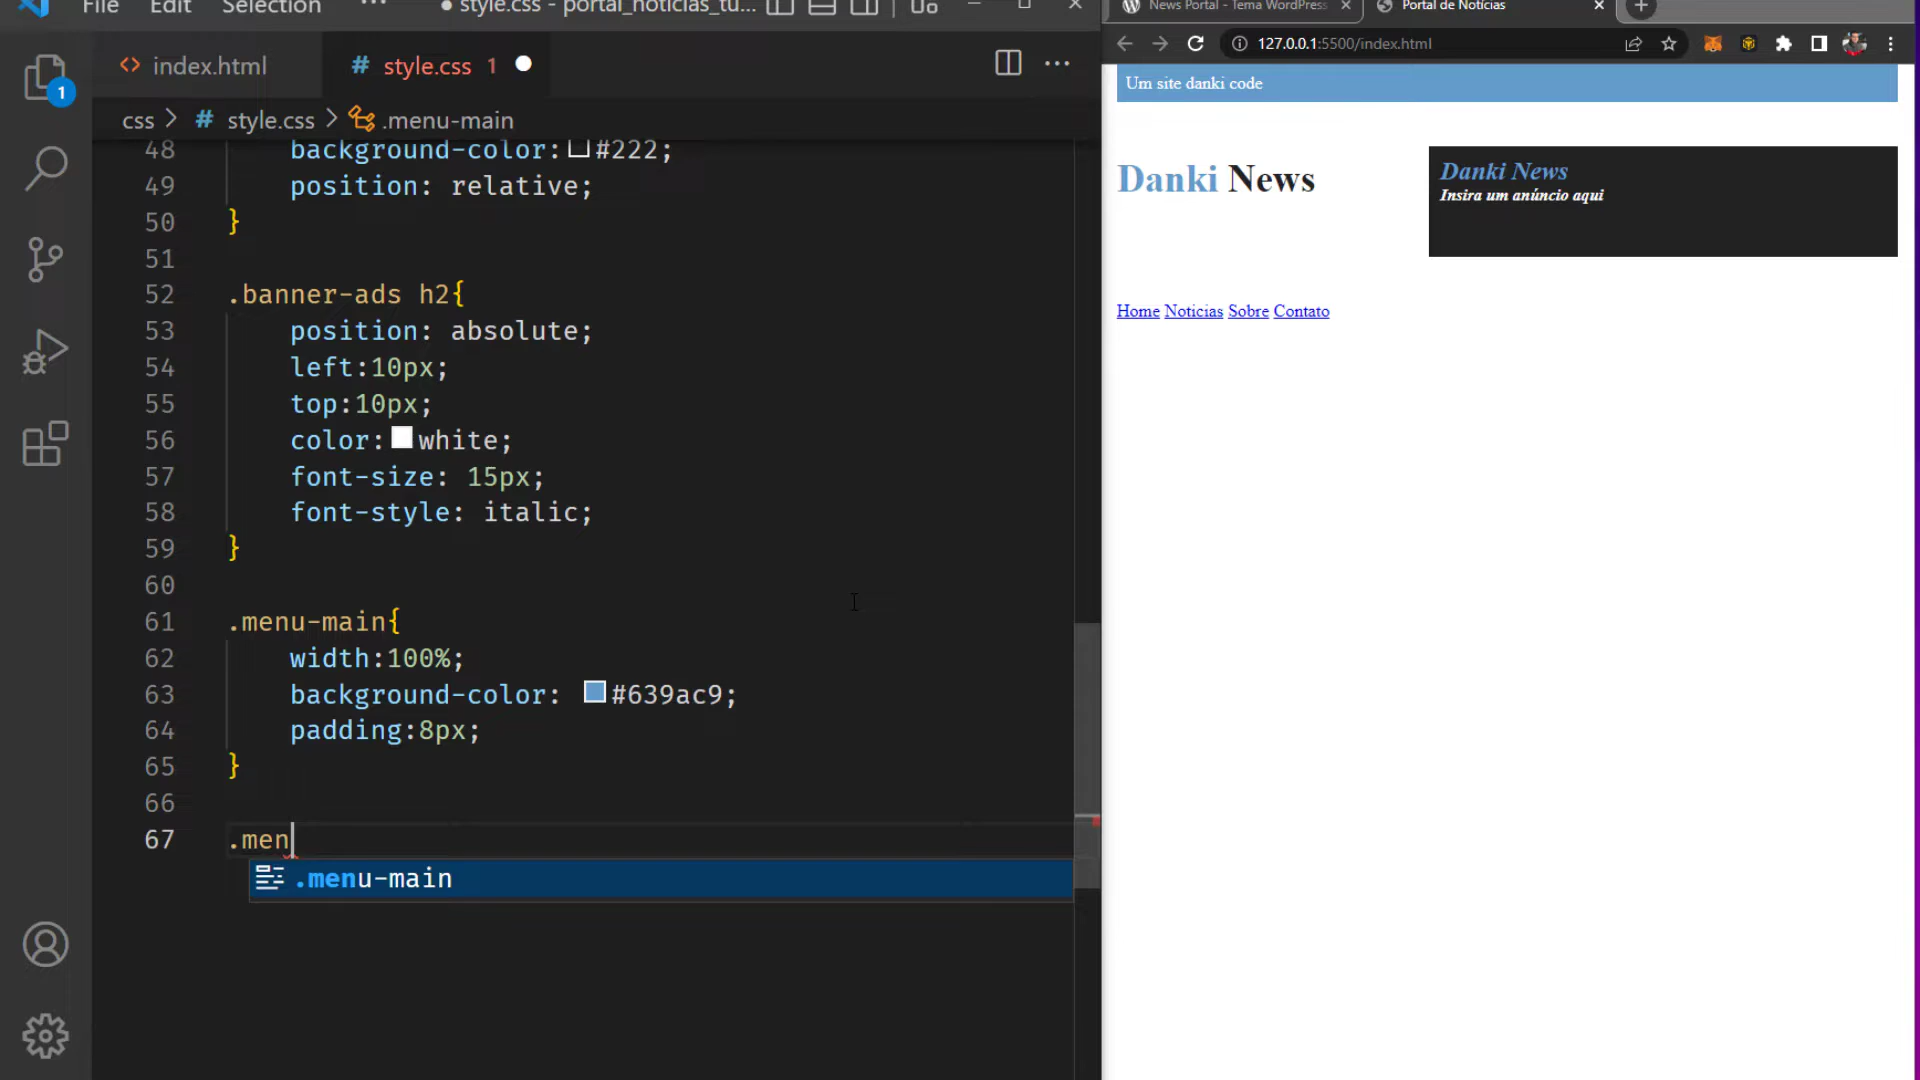 File Edit Selection ··· ● style.css - portal_noticias_tu...
index.html # style.css 1
css > # style.css > .menu-main
1
48 background-color: #222;
49 position: relative;
50 }
51
52 .banner-ads h2{
53 position: absolute;
54 left:10px;
55 top:10px;
56 color: white;
57 font-size: 15px;
58 font-style: italic;
59 }
60
61 .menu-main{
62 width:100%;
63 background-color: #639ac9;
64 padding:8px;
65 }
66
67 .men
.menu-main
News Portal - Tema WordPress
Portal de Notícias
127.0.0.1:5500/index.html
Um site danki code
Danki News
Danki News
Insira um anúncio aqui
Home Noticias Sobre Contato